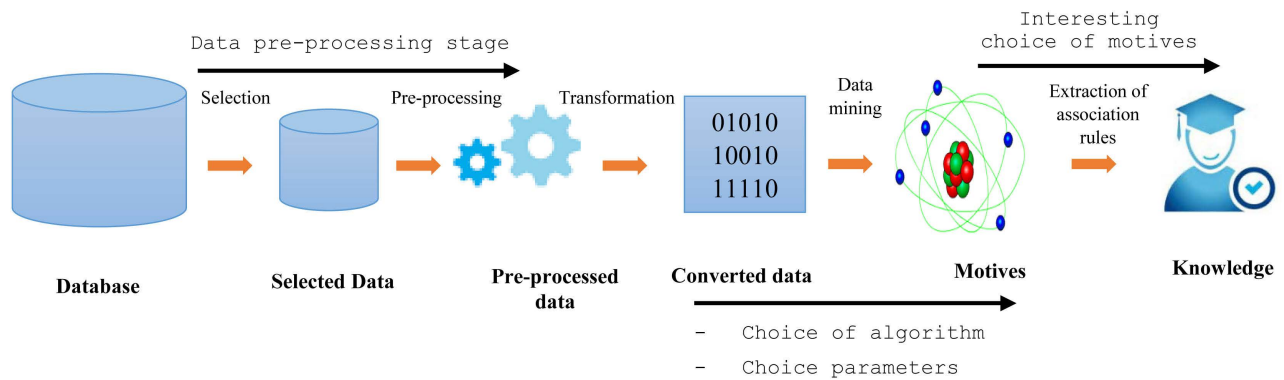 Data pre-processing stage
Interesting
choice of motives
Selection
Pre-processing
Transformation
Data
mining
Extraction of
association
rules
01010
10010
11110
Database
Selected Data
Pre-processed
data
Converted data
Motives
Knowledge
- Choice of algorithm
- Choice parameters